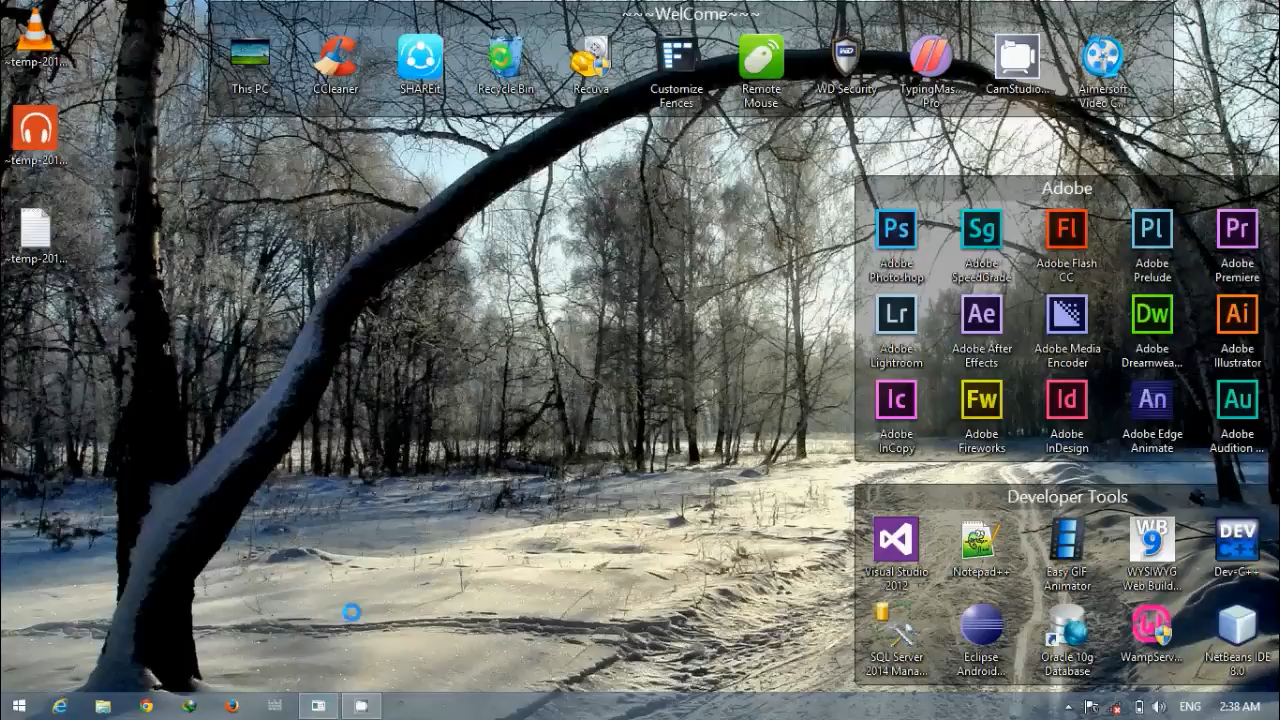 ~~~WelCome~~~
~temp-201...
This PC
CCleaner
SHAREit
Recycle Bin
Recuva
Customize
Fences
Remote
Mouse
WD
WD Security
TypingMas...
Pro
CamStudio...
Aimersoft
Video C...
~temp-201...
~temp-201...
Adobe
Ps
Adobe
Photoshop
Sg
Adobe
SpeedGrade
Fl
Adobe Flash
CC
Pl
Adobe
Prelude
Pr
Adobe
Premiere
Lr
Adobe
Lightroom
Ae
Adobe After
Effects
Adobe Media
Encoder
Dw
Adobe
Dreamwea...
Ai
Adobe
Illustrator
Ic
Adobe
InCopy
Fw
Adobe
Fireworks
Id
Adobe
InDesign
An
Adobe Edge
Animate
Au
Adobe
Audition ...
Developer Tools
Visual Studio
2012
Notepad++
Easy GIF
Animator
WB
9
WYSIWYG
Web Build...
DEV
C++
Dev-C++
SQL Server
2014 Mana...
Eclipse
Android...
Oracle 10g
Database
WampServ...
NetBeans IDE
8.0
ENG
2:38 AM